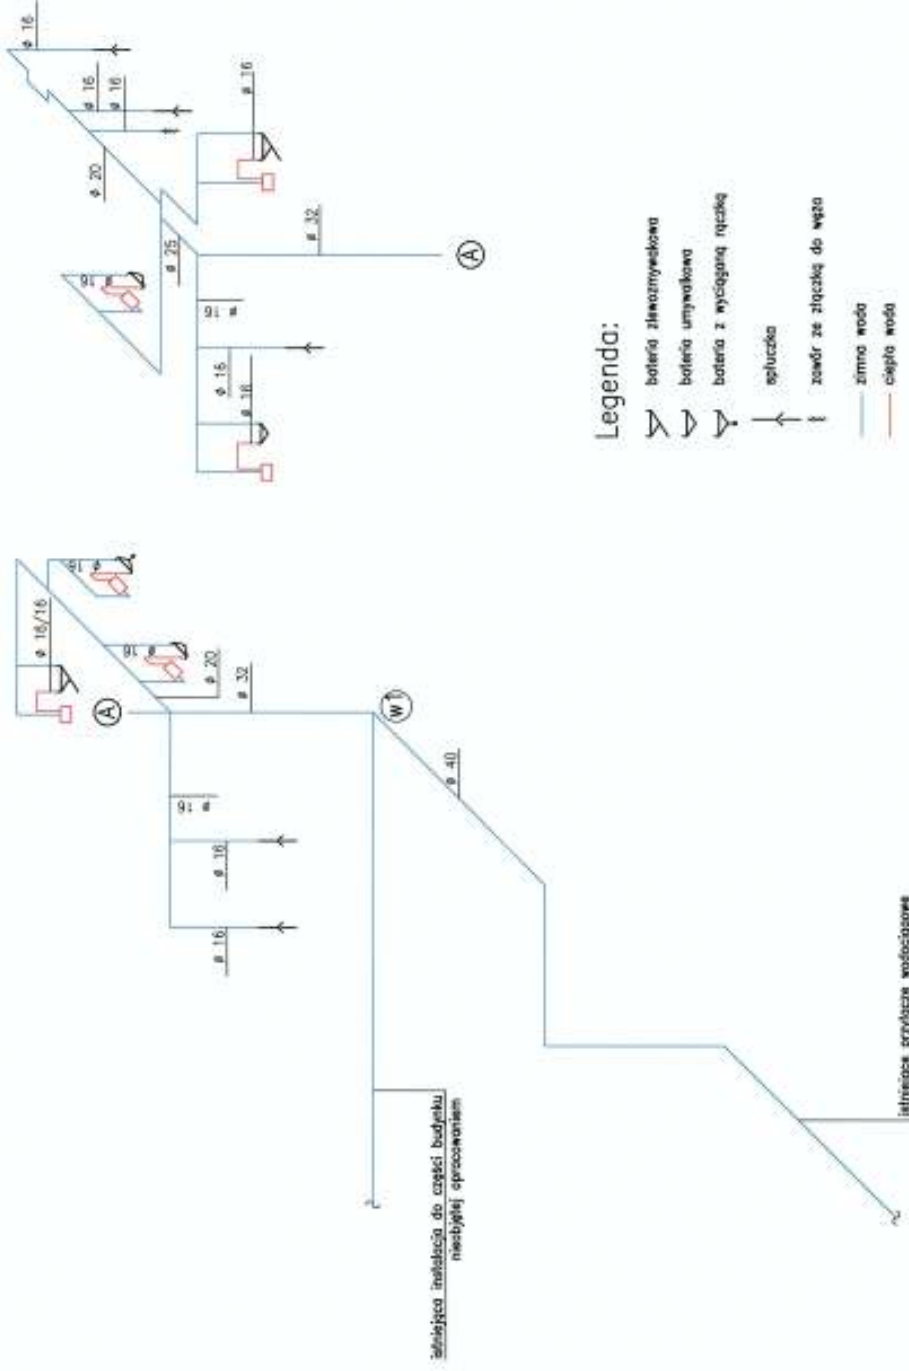 ø 16
ø 16
ø 16
ø 20
ø 16
ø 16
ø 25
ø 32
ø 16
ø 16
ø 16
A
ø 16/16
ø 16
ø 16
ø 20
A
ø 32
w1
ø 16
ø 16
ø 16
ø 40
istniejąca instalacja do części budynku
nieobjętej opracowaniem
istniejące przyłącze wodociągowe
Legenda:
bateria zlewozmywakowa
bateria umywakowa
bateria z wyciąganą rączką
spłuczka
zawór ze złączką do węża
zimna woda
ciepła woda